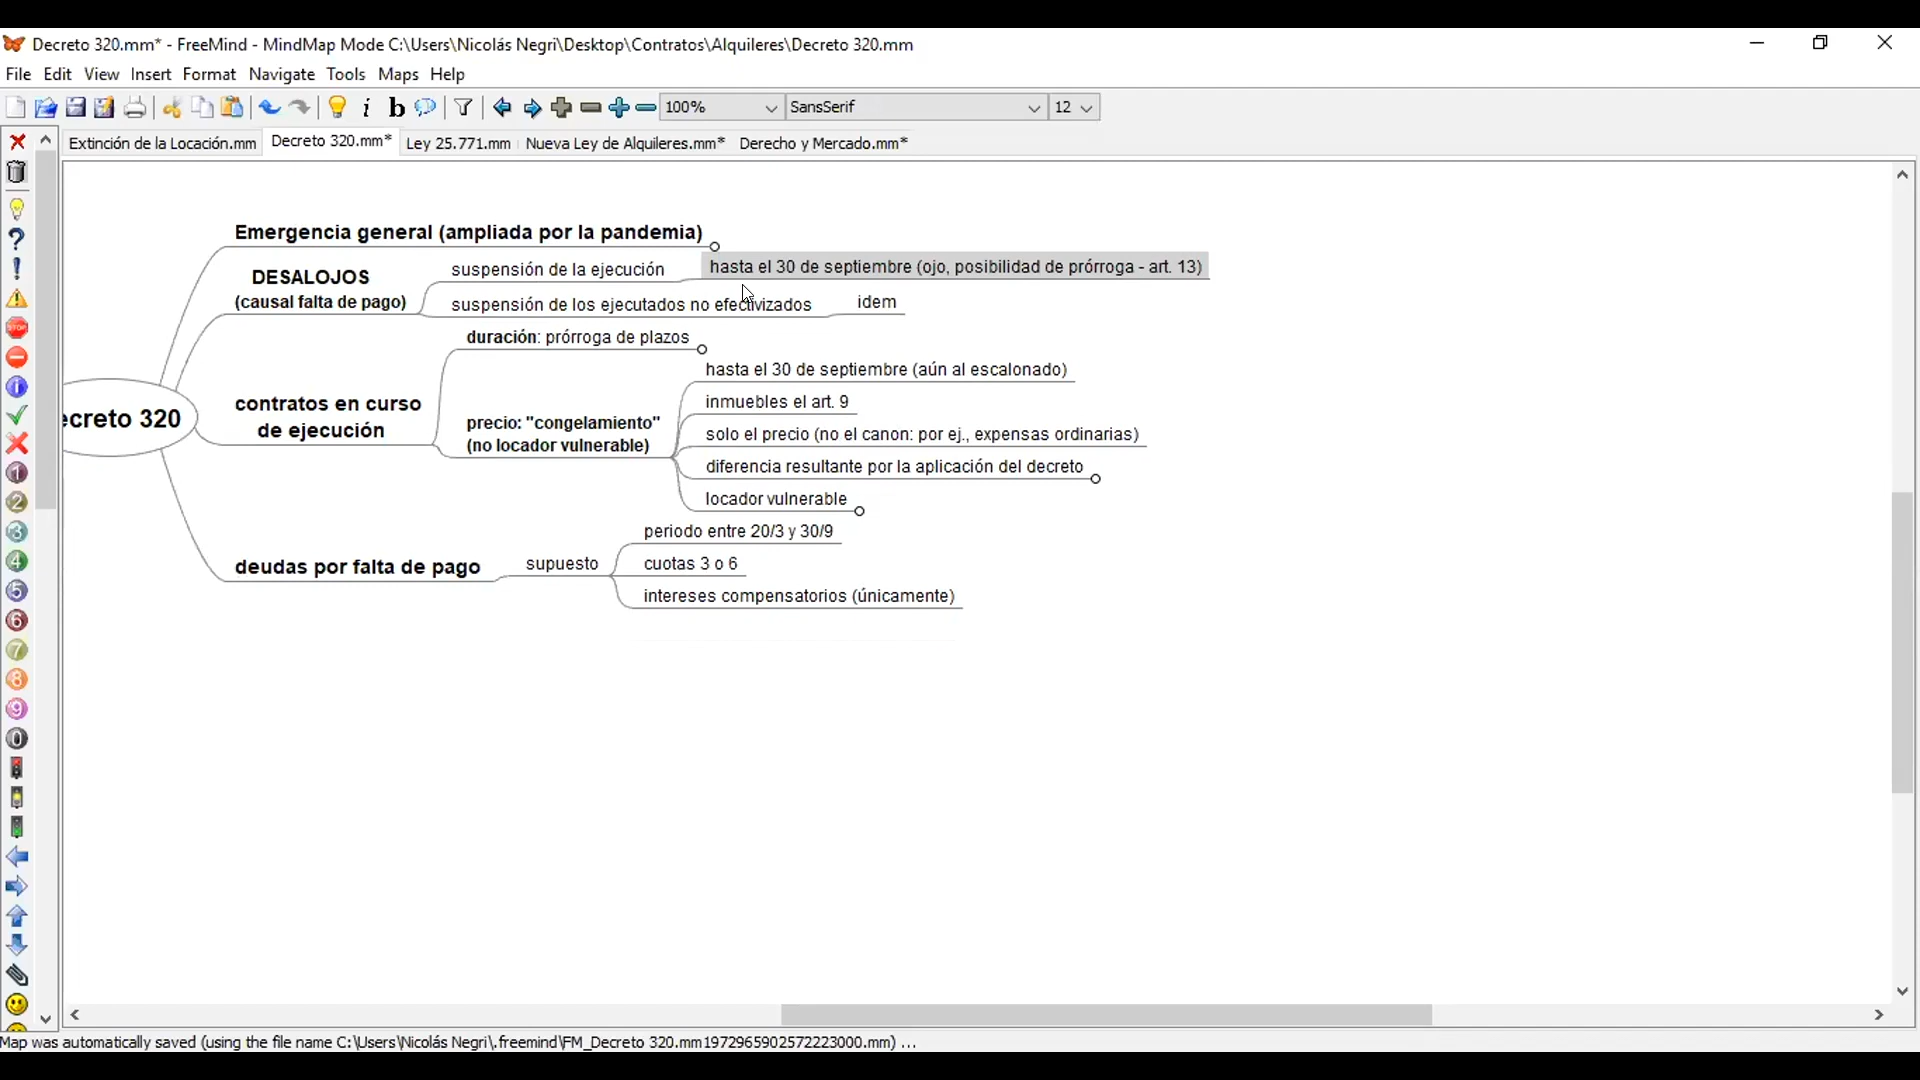 Decreto 320.mm* - FreeMind - MindMap Mode C:\Users\Nicolás Negri\Desktop\Contratos\Alquileres\Decreto 320.mm
File Edit View Insert Format Navigate Tools Maps Help
100% SansSerif 12
Extinción de la Locación.mm Decreto 320.mm* Ley 25.771.mm Nueva Ley de Alquileres.mm* Derecho y Mercado.mm*
Emergencia general (ampliada por la pandemia)
DESALOJOS
(causal falta de pago)
suspensión de la ejecución
hasta el 30 de septiembre (ojo, posibilidad de prórroga - art. 13)
suspensión de los ejecutados no efectivizados
idem
ecreto 320
contratos en curso
de ejecución
duración: prórroga de plazos
precio: "congelamiento"
(no locador vulnerable)
hasta el 30 de septiembre (aún al escalonado)
inmuebles el art. 9
solo el precio (no el canon: por ej., expensas ordinarias)
diferencia resultante por la aplicación del decreto
locador vulnerable
deudas por falta de pago
supuesto
periodo entre 20/3 y 30/9
cuotas 3 o 6
intereses compensatorios (únicamente)
Map was automatically saved (using the file name C:\Users\Nicolás Negri\.freemind\FM_Decreto 320.mm1972965902572223000.mm) ...